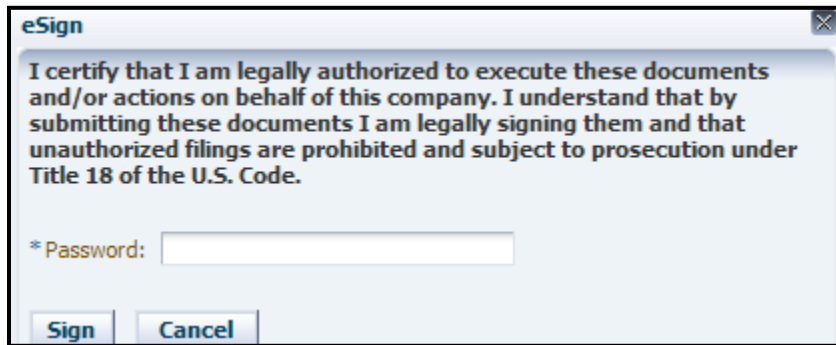 eSign
I certify that I am legally authorized to execute these documents
and/or actions on behalf of this company. I understand that by
submitting these documents I am legally signing them and that
unauthorized filings are prohibited and subject to prosecution under
Title 18 of the U.S. Code.
* Password:
Sign Cancel